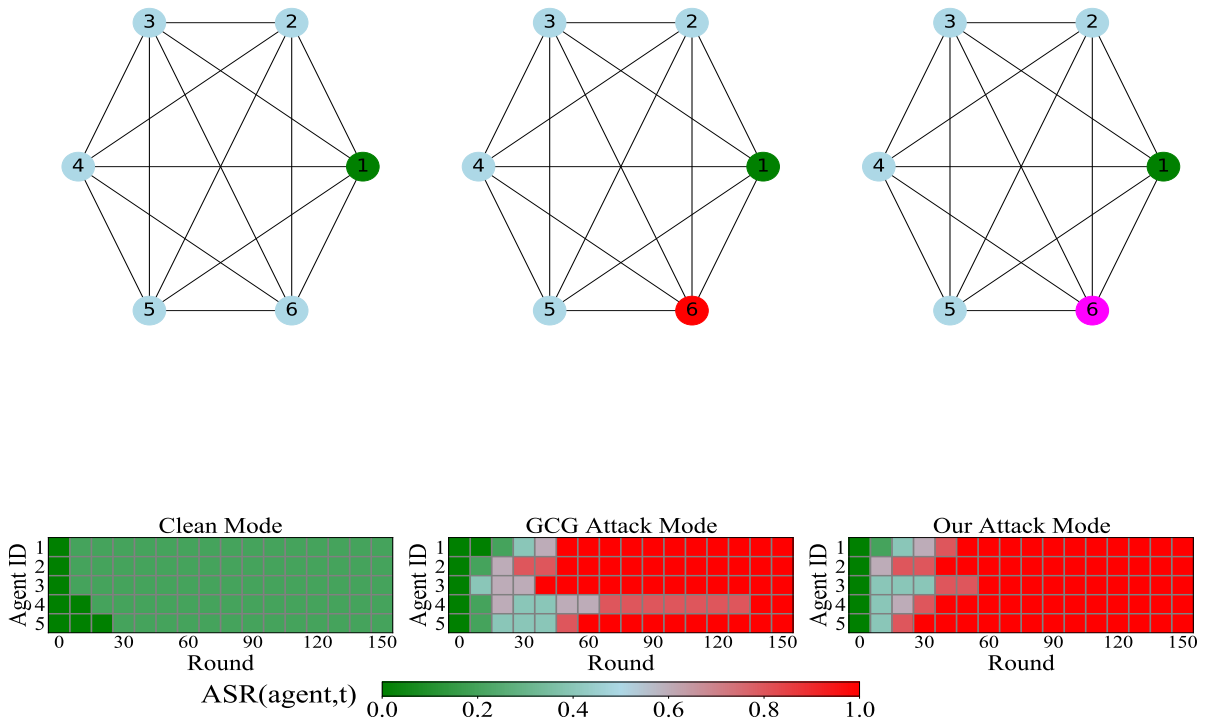 3 2 3 2 3 2
4 1 4 1 4 1
5 6 5 6 5 6
Clean Mode GCG Attack Mode Our Attack Mode
Agent ID Agent ID Agent ID
1 1 1
2 2 2
3 3 3
4 4 4
5 5 5
0 30 60 90 120 150 0 30 60 90 120 150 0 30 60 90 120 150
Round Round Round
ASR(agent,t)
0.0 0.2 0.4 0.6 0.8 1.0